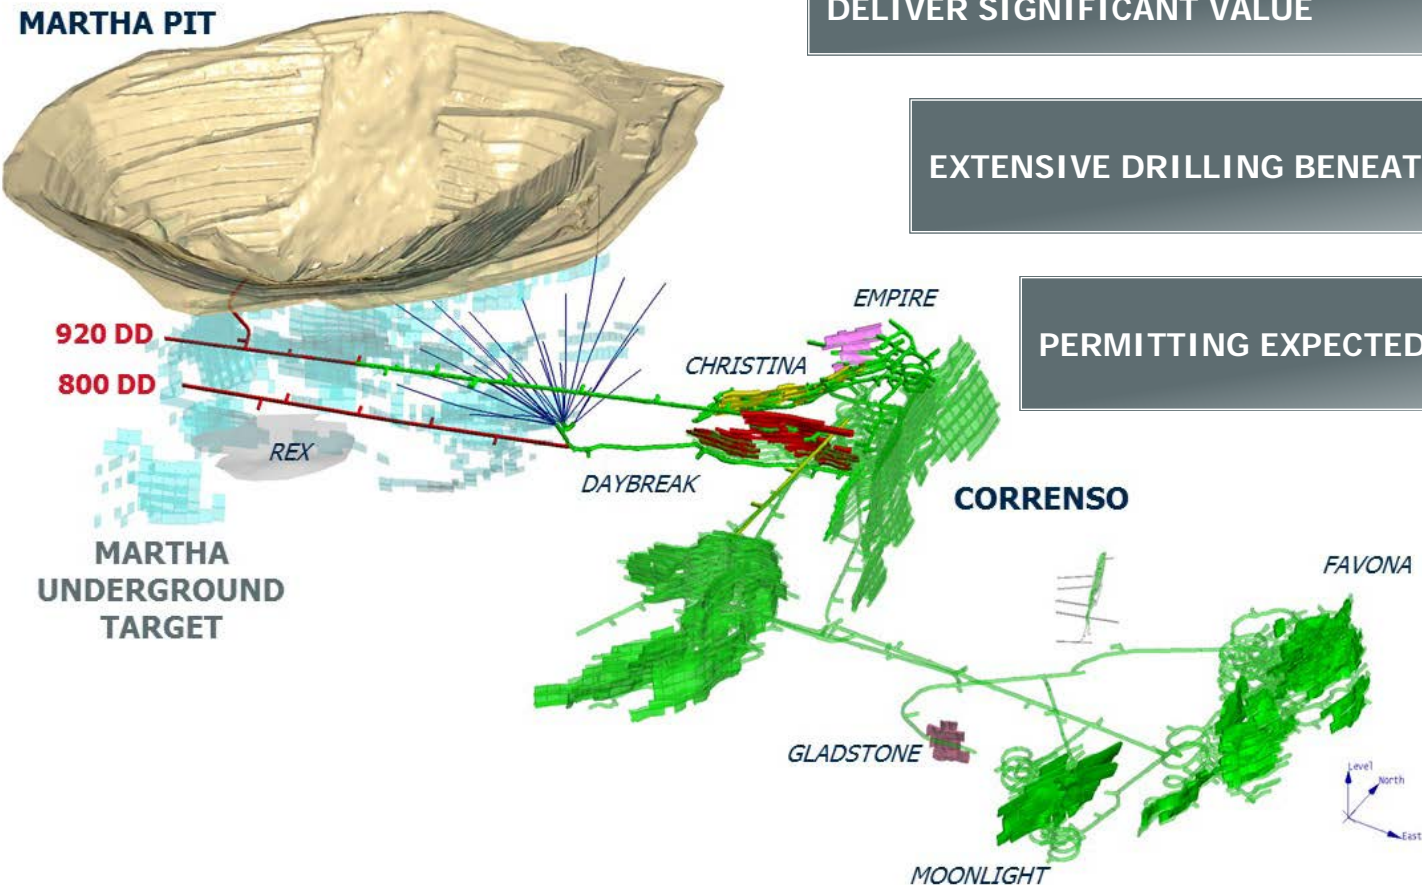 MARTHA PIT
DELIVER SIGNIFICANT VALUE
EXTENSIVE DRILLING BENEAT
PERMITTING EXPECTED
920 DD
800 DD
EMPIRE
CHRISTINA
REX
DAYBREAK
CORRENSO
MARTHA
UNDERGROUND
TARGET
FAVONA
GLADSTONE
MOONLIGHT
Level
North
East